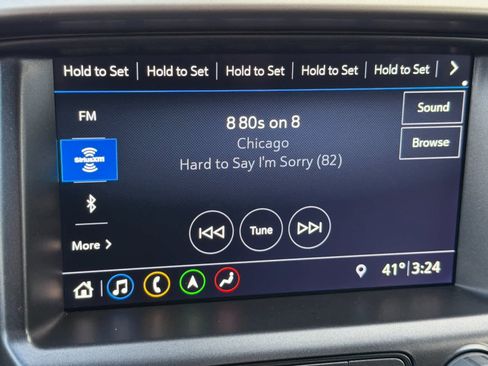 Hold to Set Hold to Set Hold to Set Hold to Set Hold to Set
FM
8 80s on 8
Sound
Chicago
SiriusXM
Hard to Say I'm Sorry (82)
Browse
More
Tune
41° 3:24